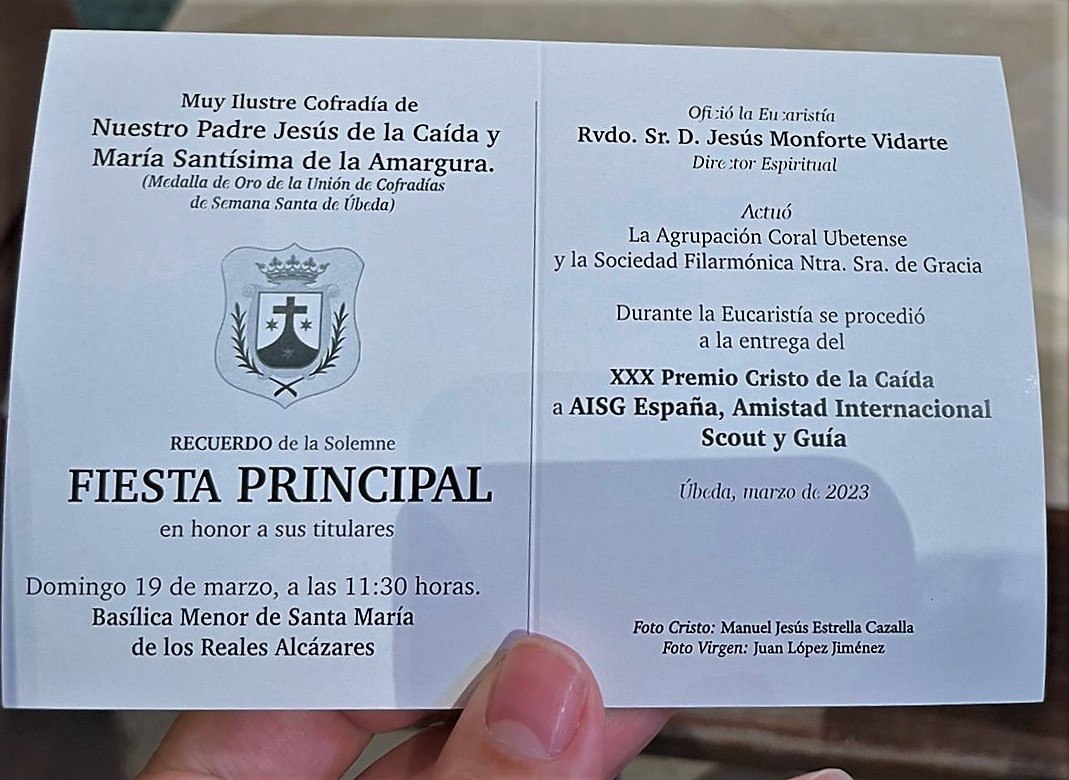 Muy Ilustre Cofradía de
Nuestro Padre Jesús de la Caída y
María Santísima de la Amargura.
(Medalla de Oro de la Unión de Cofradías
de Semana Santa de Úbeda)
RECUERDO de la Solemne
FIESTA PRINCIPAL
en honor a sus titulares
Domingo 19 de marzo, a las 11:30 horas.
Basílica Menor de Santa María
de los Reales Alcázares
Ofició la Eucaristía
Rvdo. Sr. D. Jesús Monforte Vidarte
Director Espiritual
Actuó
La Agrupación Coral Ubetense
y la Sociedad Filarmónica Ntra. Sra. de Gracia
Durante la Eucaristía se procedió
a la entrega del
XXX Premio Cristo de la Caída
a AISG España, Amistad Internacional
Scout y Guía
Úbeda, marzo de 2023
Foto Cristo: Manuel Jesús Estrella Cazalla
Foto Virgen: Juan López Jiménez